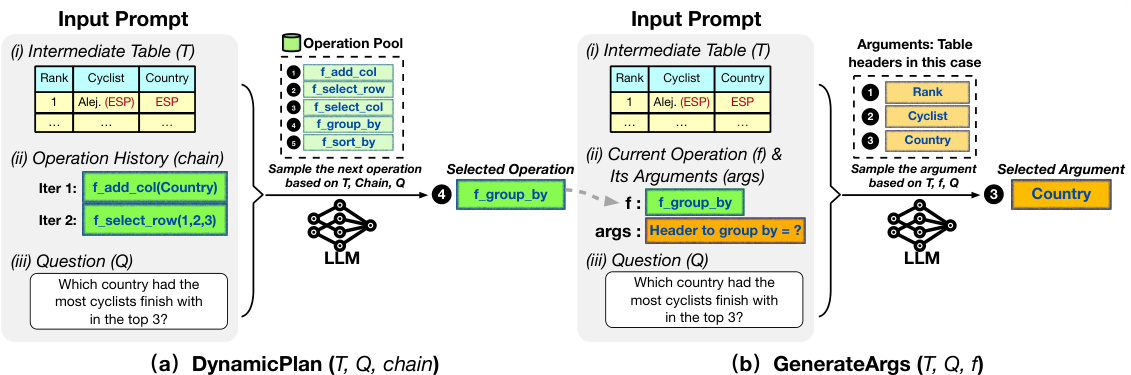 Input Prompt
(i) Intermediate Table (T)
Rank Cyclist Country
1 Alej. (ESP) ESP
... ... ...
(ii) Operation History (chain)
Iter 1: f_add_col(Country)
Iter 2: f_select_row(1,2,3)
(iii) Question (Q)
Which country had the
most cyclists finish with
in the top 3?
Operation Pool
1 f_add_col
2 f_select_row
3 f_select_col
4 f_group_by
5 f_sort_by
Sample the next operation
based on T, Chain, Q
LLM
Selected Operation
4 f_group_by
(a) DynamicPlan (T, Q, chain)
Input Prompt
(i) Intermediate Table (T)
Rank Cyclist Country
1 Alej. (ESP) ESP
... ... ...
(ii) Current Operation (f) &
Its Arguments (args)
f : f_group_by
args : Header to group by = ?
(iii) Question (Q)
Which country had the
most cyclists finish with
in the top 3?
Arguments: Table
headers in this case
1 Rank
2 Cyclist
3 Country
Sample the argument
based on T, f, Q
LLM
Selected Argument
3 Country
(b) GenerateArgs (T, Q, f)